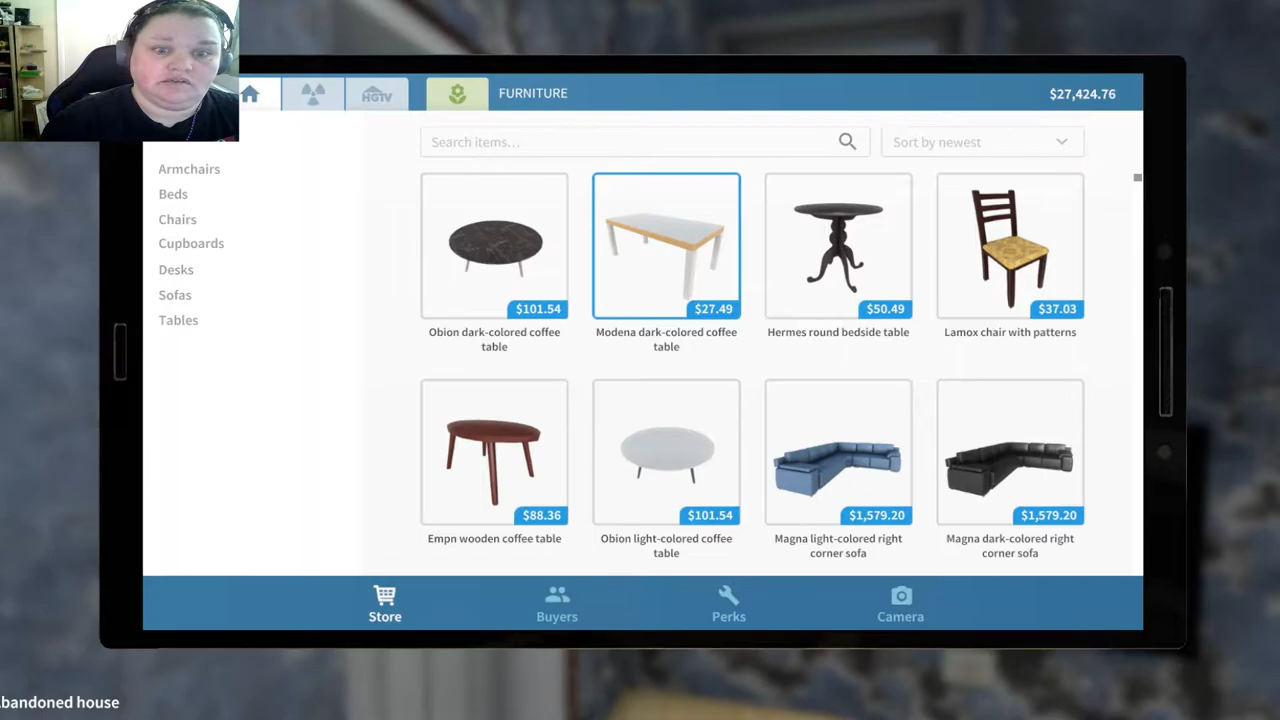 HGTV
FURNITURE
$27,424.76
Search items...
Sort by newest
Armchairs
Beds
Chairs
Cupboards
Desks
Sofas
Tables
$101.54
$27.49
$50.49
$37.03
Obion dark-colored coffee
table
Modena dark-colored coffee
table
Hermes round bedside table
Lamox chair with patterns
$88.36
$101.54
$1,579.20
$1,579.20
Empn wooden coffee table
Obion light-colored coffee
table
Magna light-colored right
corner sofa
Magna dark-colored right
corner sofa
Store
Buyers
Perks
Camera
bandoned house